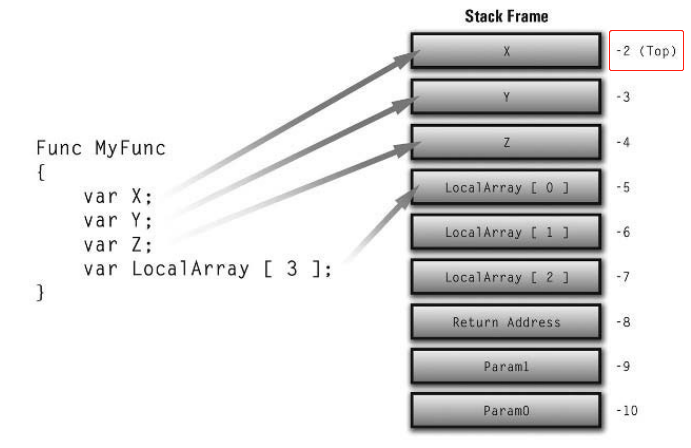 Stack Frame
X
-2 (Top)
Y
-3
Z
-4
LocalArray [ 0 ]
-5
LocalArray [ 1 ]
-6
LocalArray [ 2 ]
-7
Return Address
-8
Param1
-9
Param0
-10
Func MyFunc
{
var X;
var Y;
var Z;
var LocalArray [ 3 ];
}